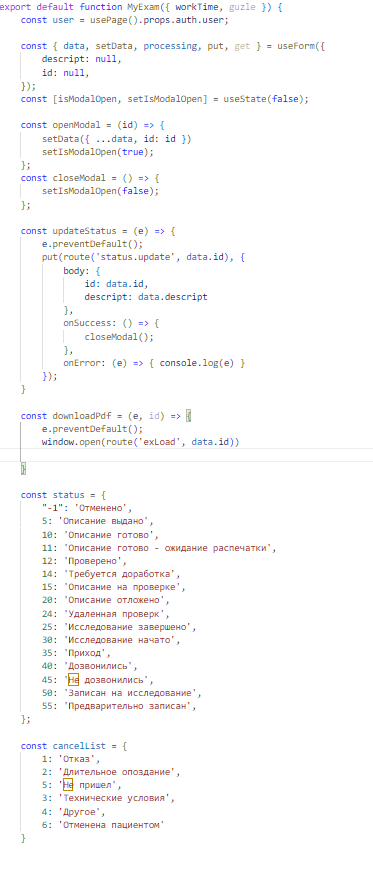 export default function MyExam({ workTime, guzle }) {
const user = usePage().props.auth.user;
const { data, setData, processing, put, get } = useForm({
descript: null,
id: null,
});
const [isModalOpen, setIsModalOpen] = useState(false);
const openModal = (id) => {
setData({ ...data, id: id })
setIsModalOpen(true);
};
const closeModal = () => {
setIsModalOpen(false);
};
const updateStatus = (e) => {
e.preventDefault();
put(route('status.update', data.id), {
body: {
id: data.id,
descript: data.descript
},
onSuccess: () => {
closeModal();
},
onError: (e) => { console.log(e) }
});
}
const downloadPdf = (e, id) => {
e.preventDefault();
window.open(route('exLoad', data.id))
}
const status = {
"-1": 'Отменено',
5: 'Описание выдано',
10: 'Описание готово',
11: 'Описание готово - ожидание распечатки',
12: 'Проверено',
14: 'Требуется доработка',
15: 'Описание на проверке',
20: 'Описание отложено',
24: 'Удаленная проверк',
25: 'Исследование завершено',
30: 'Исследование начато',
35: 'Приход',
40: 'Дозвонились',
45: 'Не дозвонились',
50: 'Записан на исследование',
55: 'Предварительно записан',
};
const cancelList = {
1: 'Отказ',
2: 'Длительное опоздание',
5: 'Не пришел',
3: 'Технические условия',
4: 'Другое',
6: 'Отменена пациентом'
}